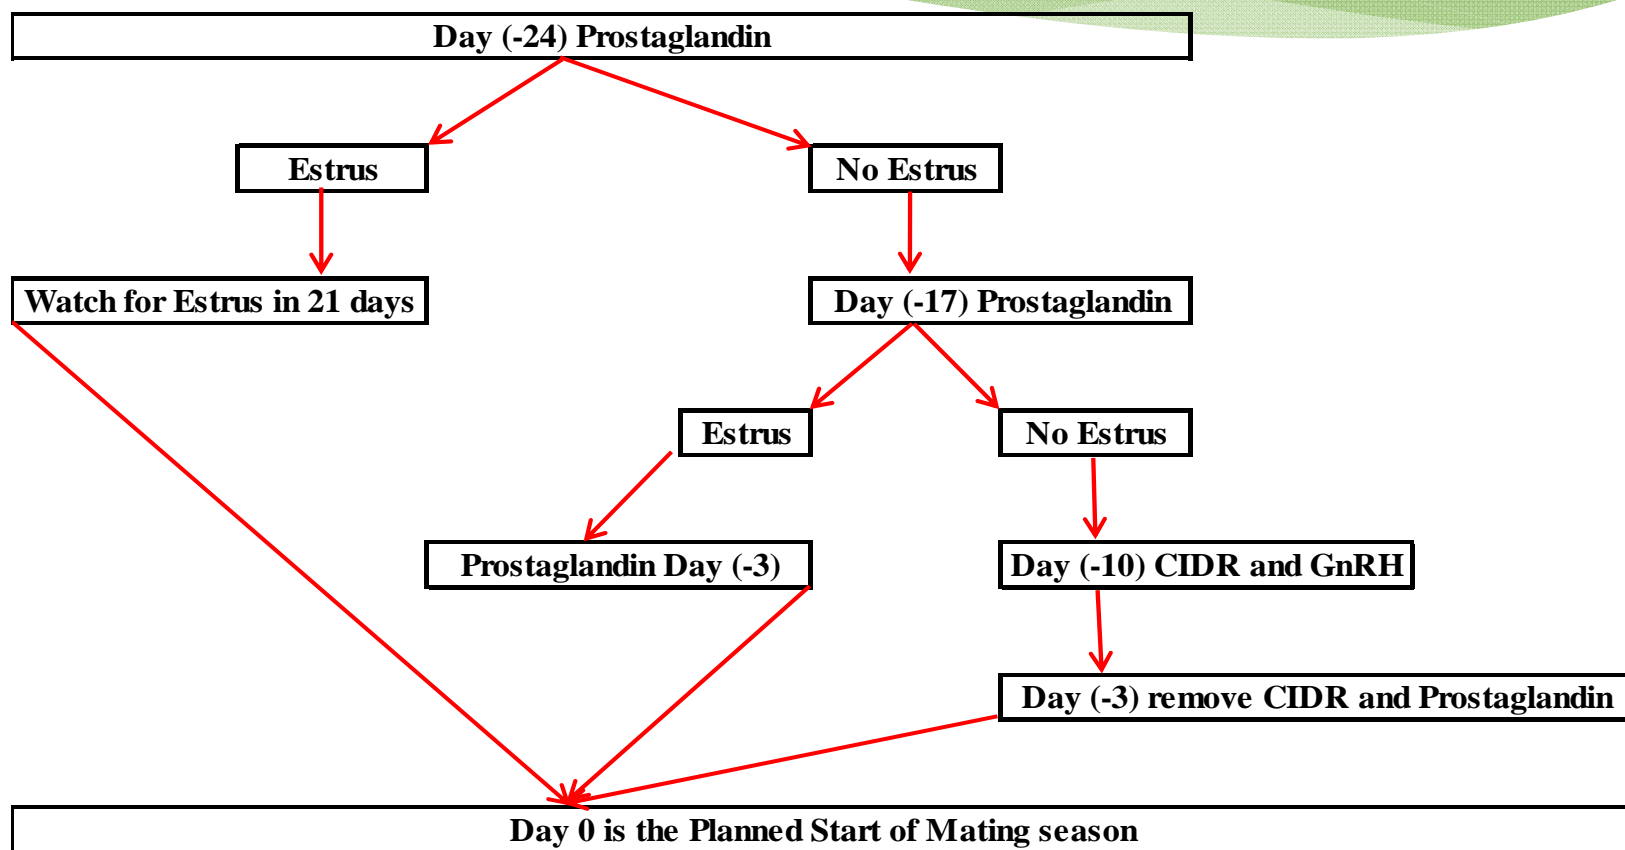 Day (-24) Prostaglandin
Estrus
No Estrus
Watch for Estrus in 21 days
Day (-17) Prostaglandin
Estrus
No Estrus
Prostaglandin Day (-3)
Day (-10) CIDR and GnRH
Day (-3) remove CIDR and Prostaglandin
Day 0 is the Planned Start of Mating season